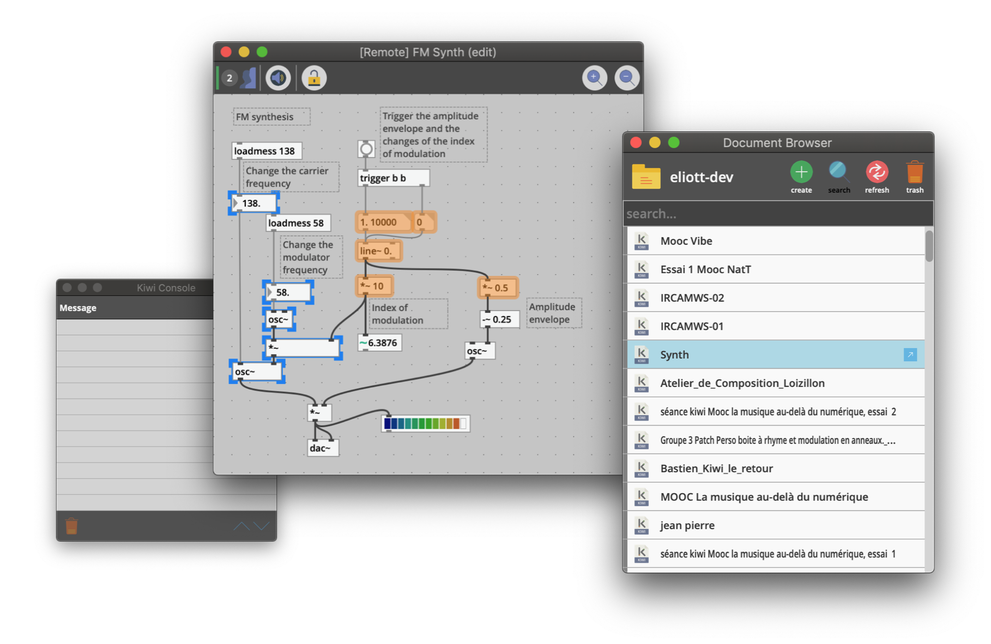 [Remote] FM Synth (edit)
2
FM synthesis
Trigger the amplitude
envelope and the
changes of the index
of modulation
loadmess 138
Change the carrier
frequency
trigger b b
138.
loadmess 58
1. 10000
0
Change the
modulator
frequency
line~ 0.
58.
*~ 10
*~ 0.5
Index of
modulation
Amplitude
envelope
osc~
-~ 0.25
*~
~6.3876
osc~
osc~
*~
dac~
Kiwi Console
Message
Document Browser
eliott-dev
create
search
refresh
trash
search...
Mooc Vibe
Essai 1 Mooc NatT
IRCAMWS-02
IRCAMWS-01
Synth
Atelier_de_Composition_Loizillon
séance kiwi Mooc la musique au-delà du numérique, essai 2
Groupe 3 Patch Perso boite à rhyme et modulation en anneaux._...
Bastien_Kiwi_le_retour
MOOC La musique au-delà du numérique
jean pierre
séance kiwi Mooc la musique au-delà du numérique, essai 1